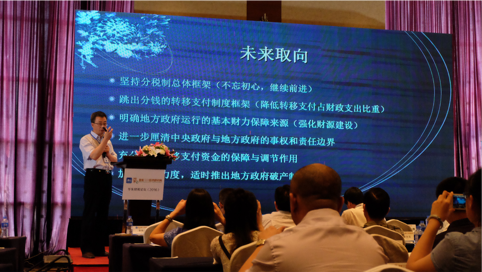 未来取向
坚持分税制总体框架（不忘初心，继续前进）
跳出分钱的转移支付制度框架（降低转移支付占财政支出比重）
明确地方政府运行的基本财力保障来源（强化财源建设）
进一步厘清中央政府与地方政府的事权和责任边界
支付资金的保障与调节作用
力度，适时推出地方政府破产